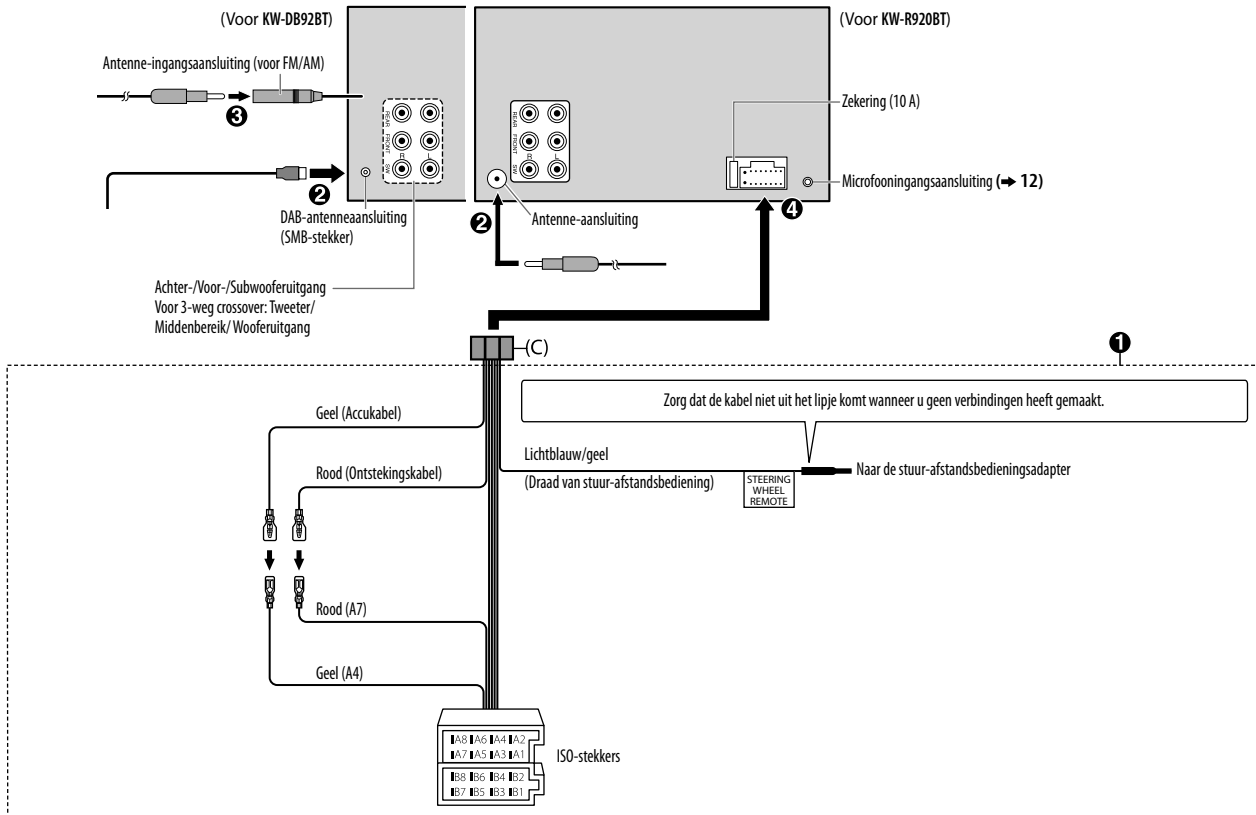 (Voor KW-DB92BT)
(Voor KW-R920BT)
Antenne-ingangsaansluiting (voor FM/AM)
Zekering (10 A)
❸
REAR
FRONT
SW
R
L
REAR
FRONT
SW
R
L
Microfooningangsaansluiting (➜ 12)
❷
DAB-antenneaansluiting
(SMB-stekker)
❷
Antenne-aansluiting
❹
Achter-/Voor-/Subwooferuitgang
Voor 3-weg crossover: Tweeter/
Middenbereik/ Wooferuitgang
(C)
❶
Zorg dat de kabel niet uit het lipje komt wanneer u geen verbindingen heeft gemaakt.
Geel (Accukabel)
Lichtblauw/geel
(Draad van stuur-afstandsbediening)
Naar de stuur-afstandsbedieningsadapter
STEERING
WHEEL
REMOTE
Rood (Ontstekingskabel)
Rood (A7)
Geel (A4)
A8 A6 A4 A2
A7 A5 A3 A1
ISO-stekkers
B8 B6 B4 B2
B7 B5 B3 B1